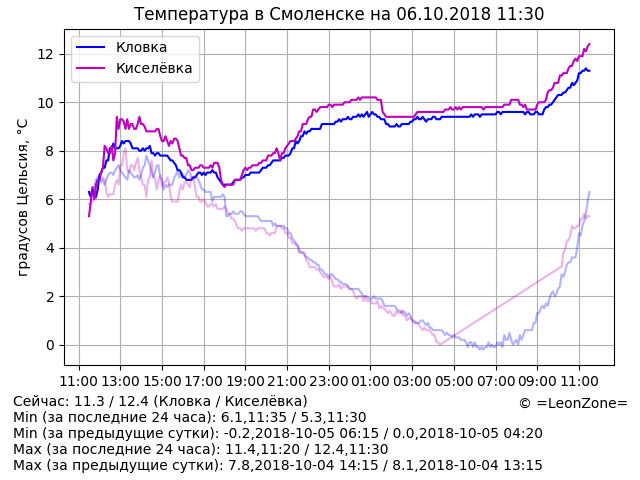 Температура в Смоленске на 06.10.2018 11:30
Кловка
Киселёвка
градусов Цельсия, °C
12
10
8
6
4
2
0
11:00 13:00 15:00 17:00 19:00 21:00 23:00 01:00 03:00 05:00 07:00 09:00 11:00
Сейчас: 11.3 / 12.4 (Кловка / Киселёвка)
© =LeonZone=
Min (за последние 24 часа): 6.1,11:35 / 5.3,11:30
Min (за предыдущие сутки): -0.2,2018-10-05 06:15 / 0.0,2018-10-05 04:20
Max (за последние 24 часа): 11.4,11:20 / 12.4,11:30
Max (за предыдущие сутки): 7.8,2018-10-04 14:15 / 8.1,2018-10-04 13:15